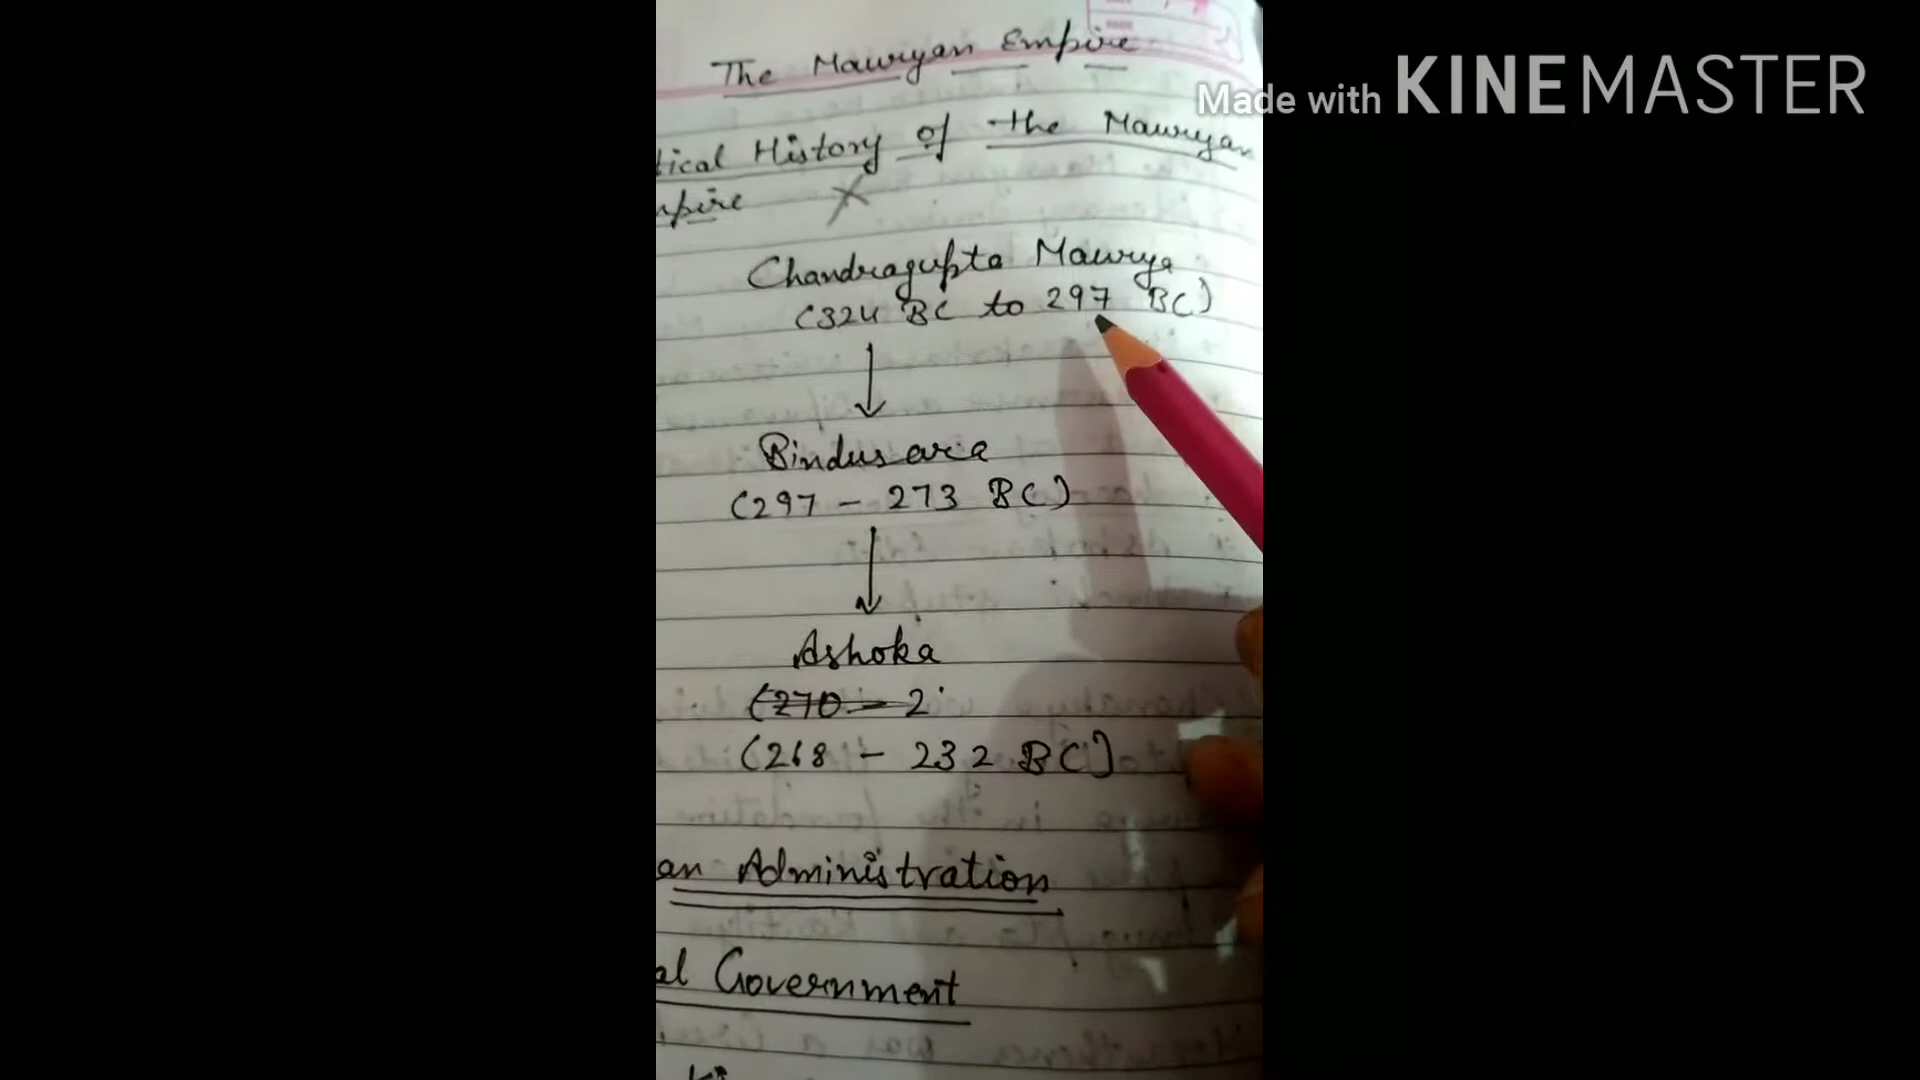 The Mauryan Empire
Made with KINEMASTER
tical History of the Mauryan
mpire X
Chandragupta Maurya
(324 BC to 297 BC)
Bindusara
(297 - 273 BC)
Ashoka
(270 - 2
(268 - 232 BC)
an Administration
al Government